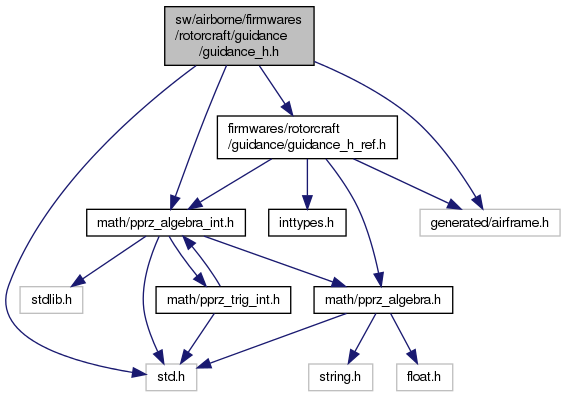 sw/airborne/firmwares
/rotorcraft/guidance
/guidance_h.h
firmwares/rotorcraft
/guidance/guidance_h_ref.h
math/pprz_algebra_int.h
inttypes.h
generated/airframe.h
stdlib.h
math/pprz_trig_int.h
math/pprz_algebra.h
std.h
string.h
float.h